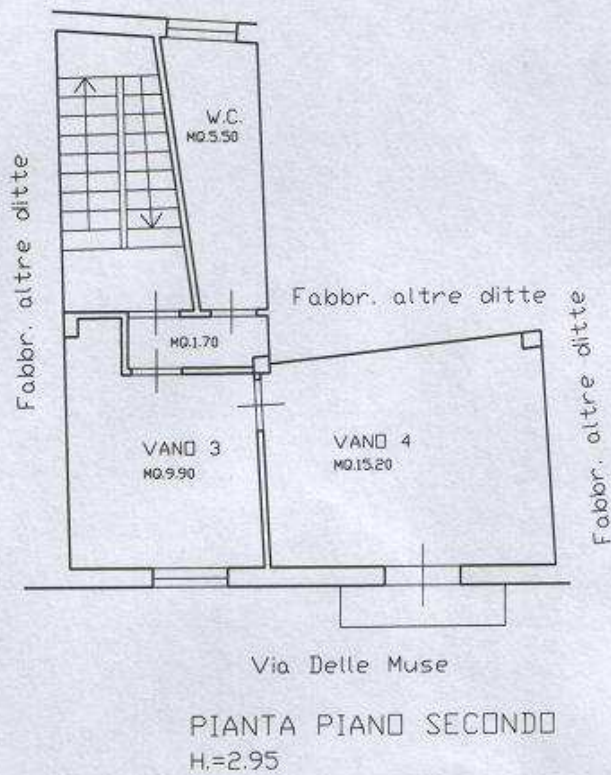 W.C.
MQ.5.50
Fabbr. altre ditte
Fabbr. altre ditte
MQ.1.70
VANO 3
MQ.9.90
VANO 4
MQ.15.20
Fabbr. altre ditte
Via Delle Muse
PIANTA PIANO SECONDO
H.=2.95